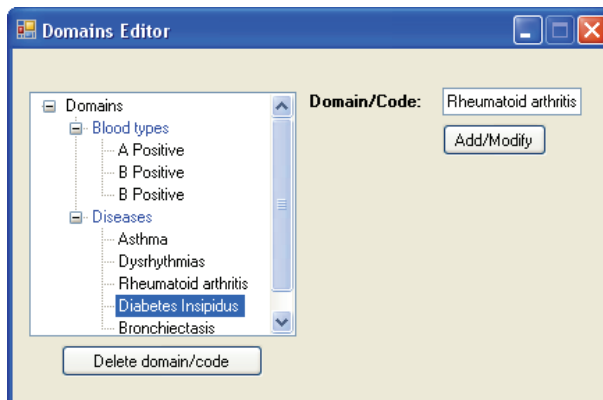 Domains Editor
Domains
Blood types
A Positive
B Positive
B Positive
Diseases
Asthma
Dysrhythmias
Rheumatoid arthritis
Diabetes Insipidus
Bronchiectasis
Delete domain/code
Domain/Code: Rheumatoid arthritis
Add/Modify